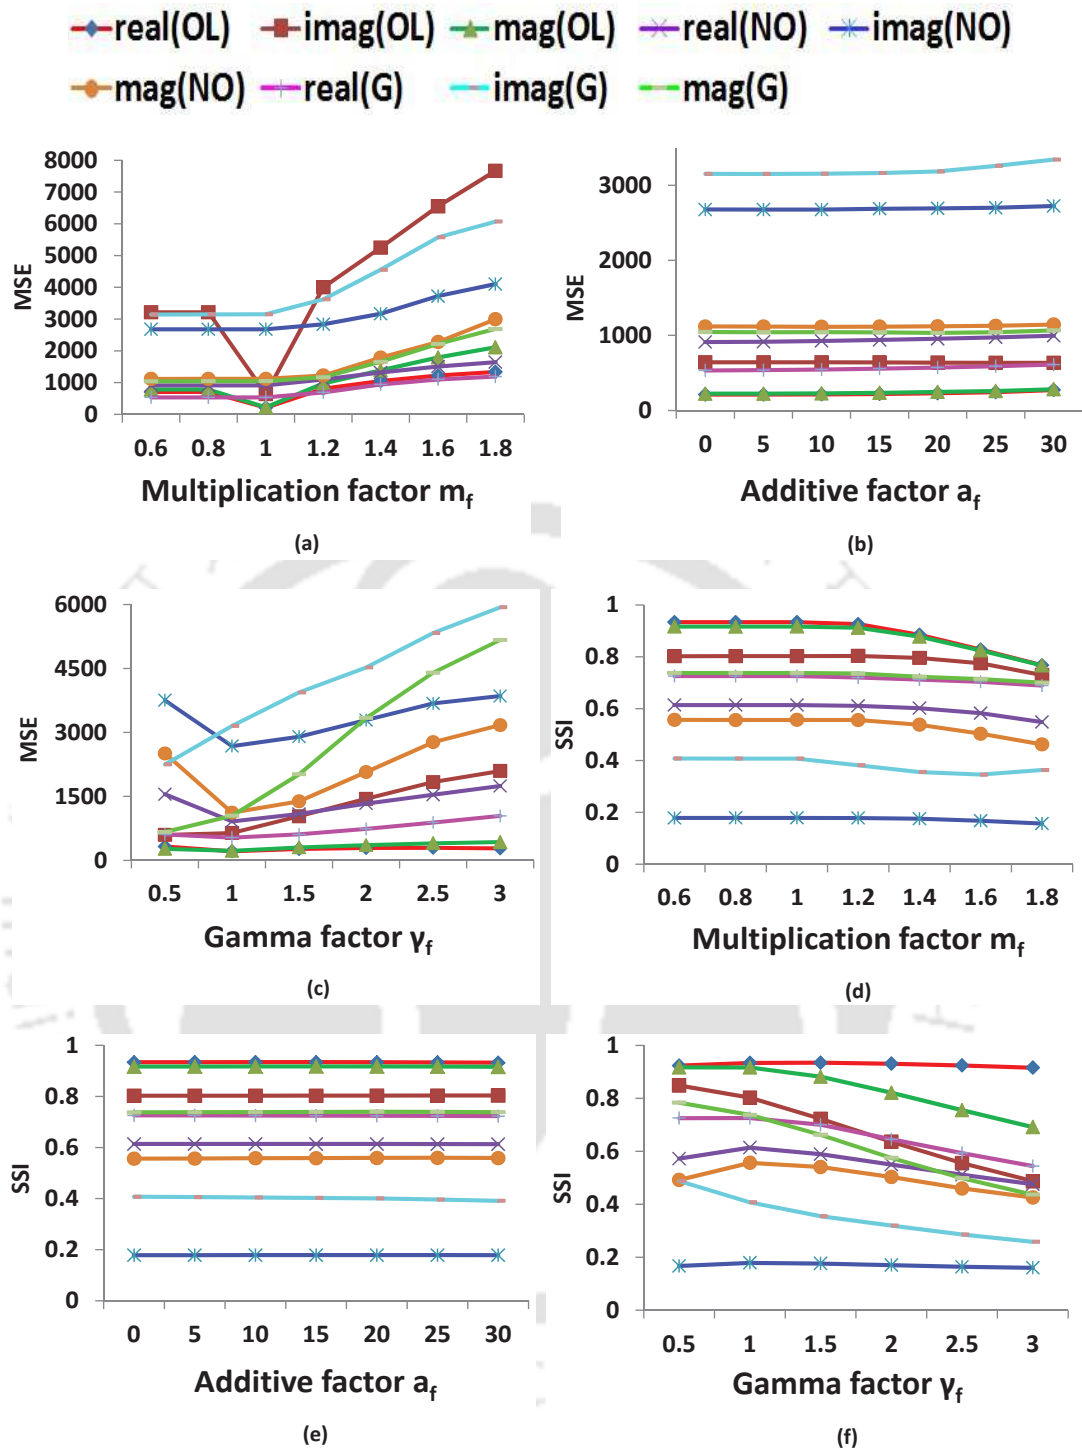 real(OL) imag(OL) mag(OL) real(NO) imag(NO)
mag(NO) real(G) imag(G) mag(G)
8000
7000
6000
5000
4000
3000
2000
1000
0
MSE
0.6 0.8 1 1.2 1.4 1.6 1.8
Multiplication factor m_f
(a)
3000
2000
1000
0
MSE
0 5 10 15 20 25 30
Additive factor a_f
(b)
6000
4500
3000
1500
0
MSE
0.5 1 1.5 2 2.5 3
Gamma factor γ_f
(c)
1
0.8
0.6
0.4
0.2
0
SSI
0.6 0.8 1 1.2 1.4 1.6 1.8
Multiplication factor m_f
(d)
1
0.8
0.6
0.4
0.2
0
SSI
0 5 10 15 20 25 30
Additive factor a_f
(e)
1
0.8
0.6
0.4
0.2
0
SSI
0.5 1 1.5 2 2.5 3
Gamma factor γ_f
(f)